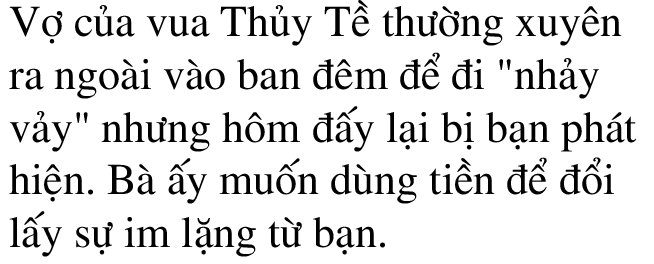 Vợ của vua Thủy Tề thường xuyên
ra ngoài vào ban đêm để đi "nhảy
vảy" nhưng hôm đấy lại bị bạn phát
hiện. Bà ấy muốn dùng tiền để đổi
lấy sự im lặng từ bạn.